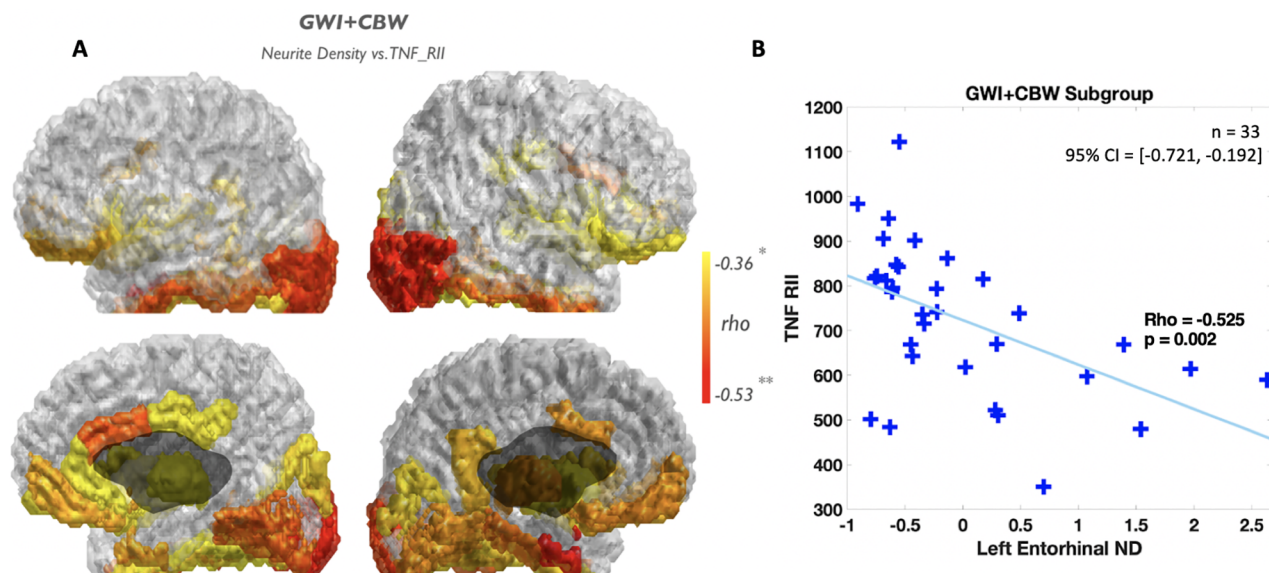 GWI+CBW
A
B
Neurite Density vs.TNF_RII
GWI+CBW Subgroup
n = 33
95% CI = [-0.721, -0.192]
-0.36 *
rho
-0.53 **
TNF RII
1200
1100
1000
900
800
700
600
500
400
300
Rho = -0.525
p = 0.002
-1 -0.5 0 0.5 1 1.5 2 2.5
Left Entorhinal ND